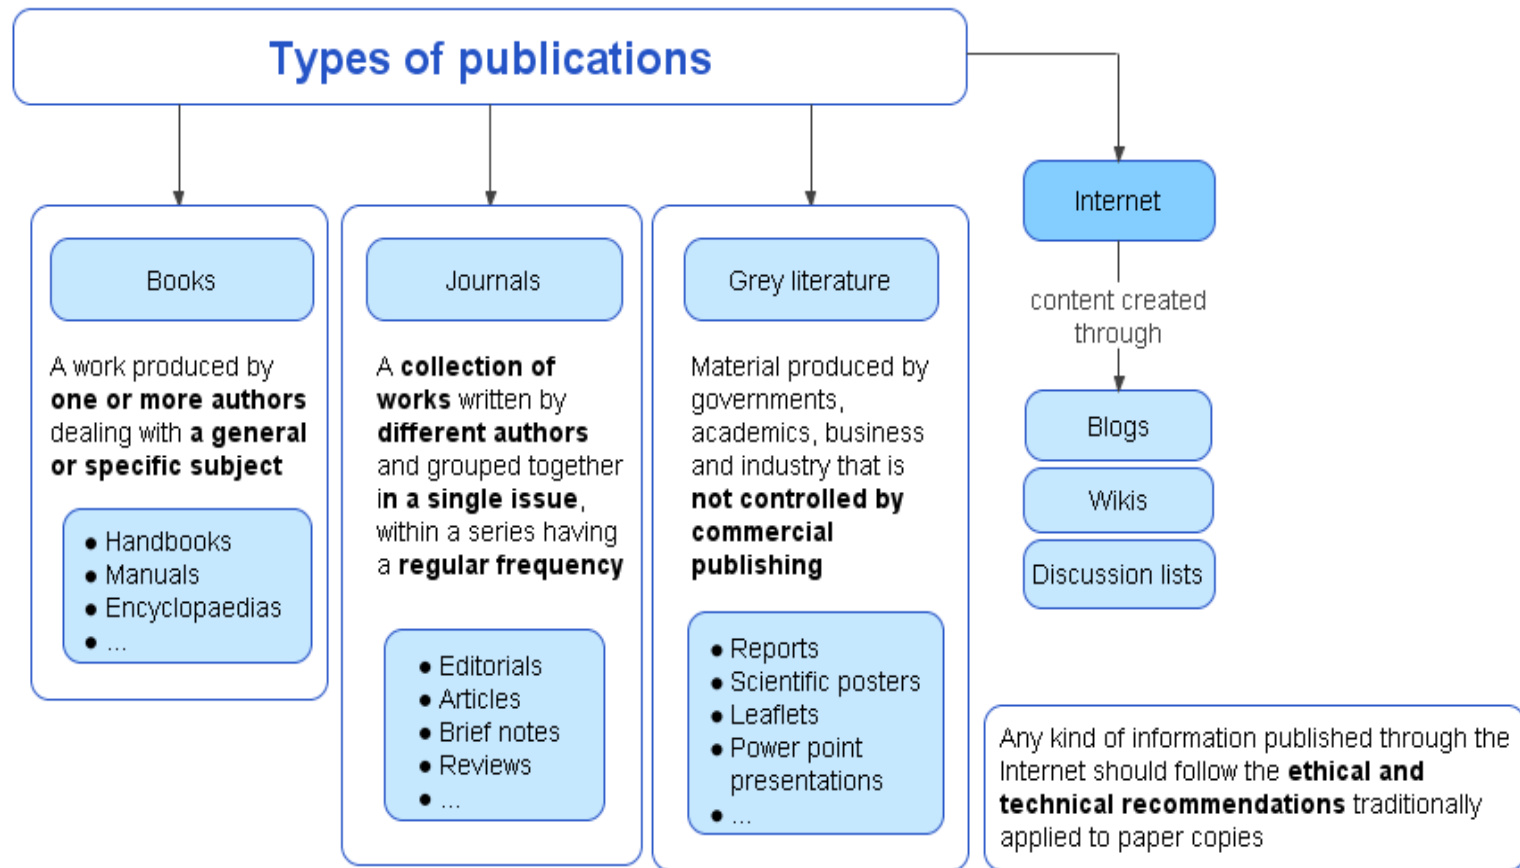 Types of publications
Books
A work produced by
one or more authors
dealing with a general
or specific subject
● Handbooks
● Manuals
● Encyclopaedias
● ...
Journals
A collection of
works written by
different authors
and grouped together
in a single issue,
within a series having
a regular frequency
● Editorials
● Articles
● Brief notes
● Reviews
● ...
Grey literature
Material produced by
governments,
academics, business
and industry that is
not controlled by
commercial
publishing
● Reports
● Scientific posters
● Leaflets
● Power point
presentations
● ...
Internet
content created
through
Blogs
Wikis
Discussion lists
Any kind of information published through the
Internet should follow the ethical and
technical recommendations traditionally
applied to paper copies